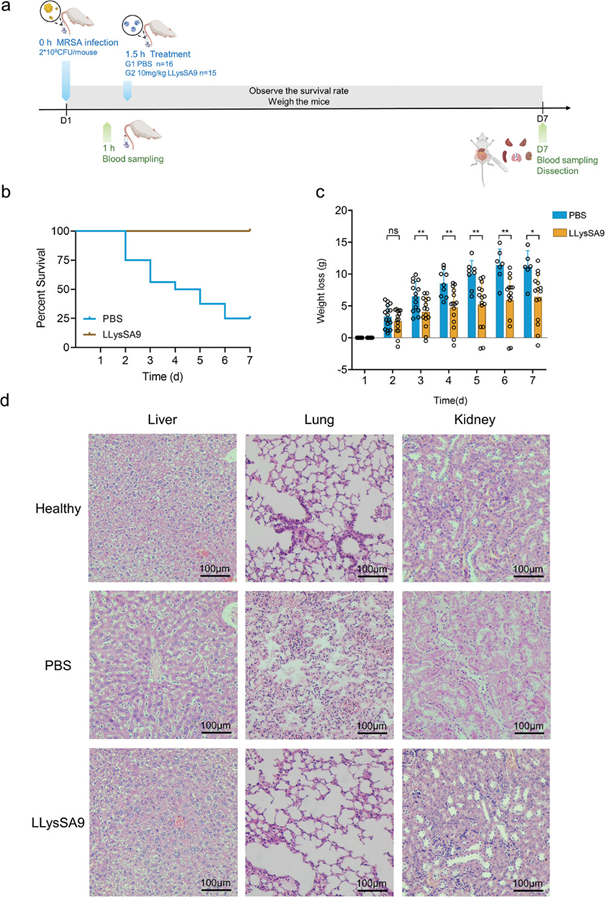 a
0 h MRSA infection
2*10⁸CFU/mouse
1.5 h Treatment
G1 PBS n=16
G2 10mg/kg LLysSA9 n=15
Observe the survival rate
Weigh the mice
D1
D7
1 h
Blood sampling
D7
Blood sampling
Dissection
b
100
75
50
25
0
Percent Survival
PBS
LLysSA9
1 2 3 4 5 6 7
Time (d)
c
PBS
LLysSA9
20
15
10
5
0
-5
Weight loss (g)
ns ** ** ** ** *
1 2 3 4 5 6 7
Time(d)
d
Liver Lung Kidney
Healthy
100μm 100μm 100μm
PBS
100μm 100μm 100μm
LLysSA9
100μm 100μm 100μm